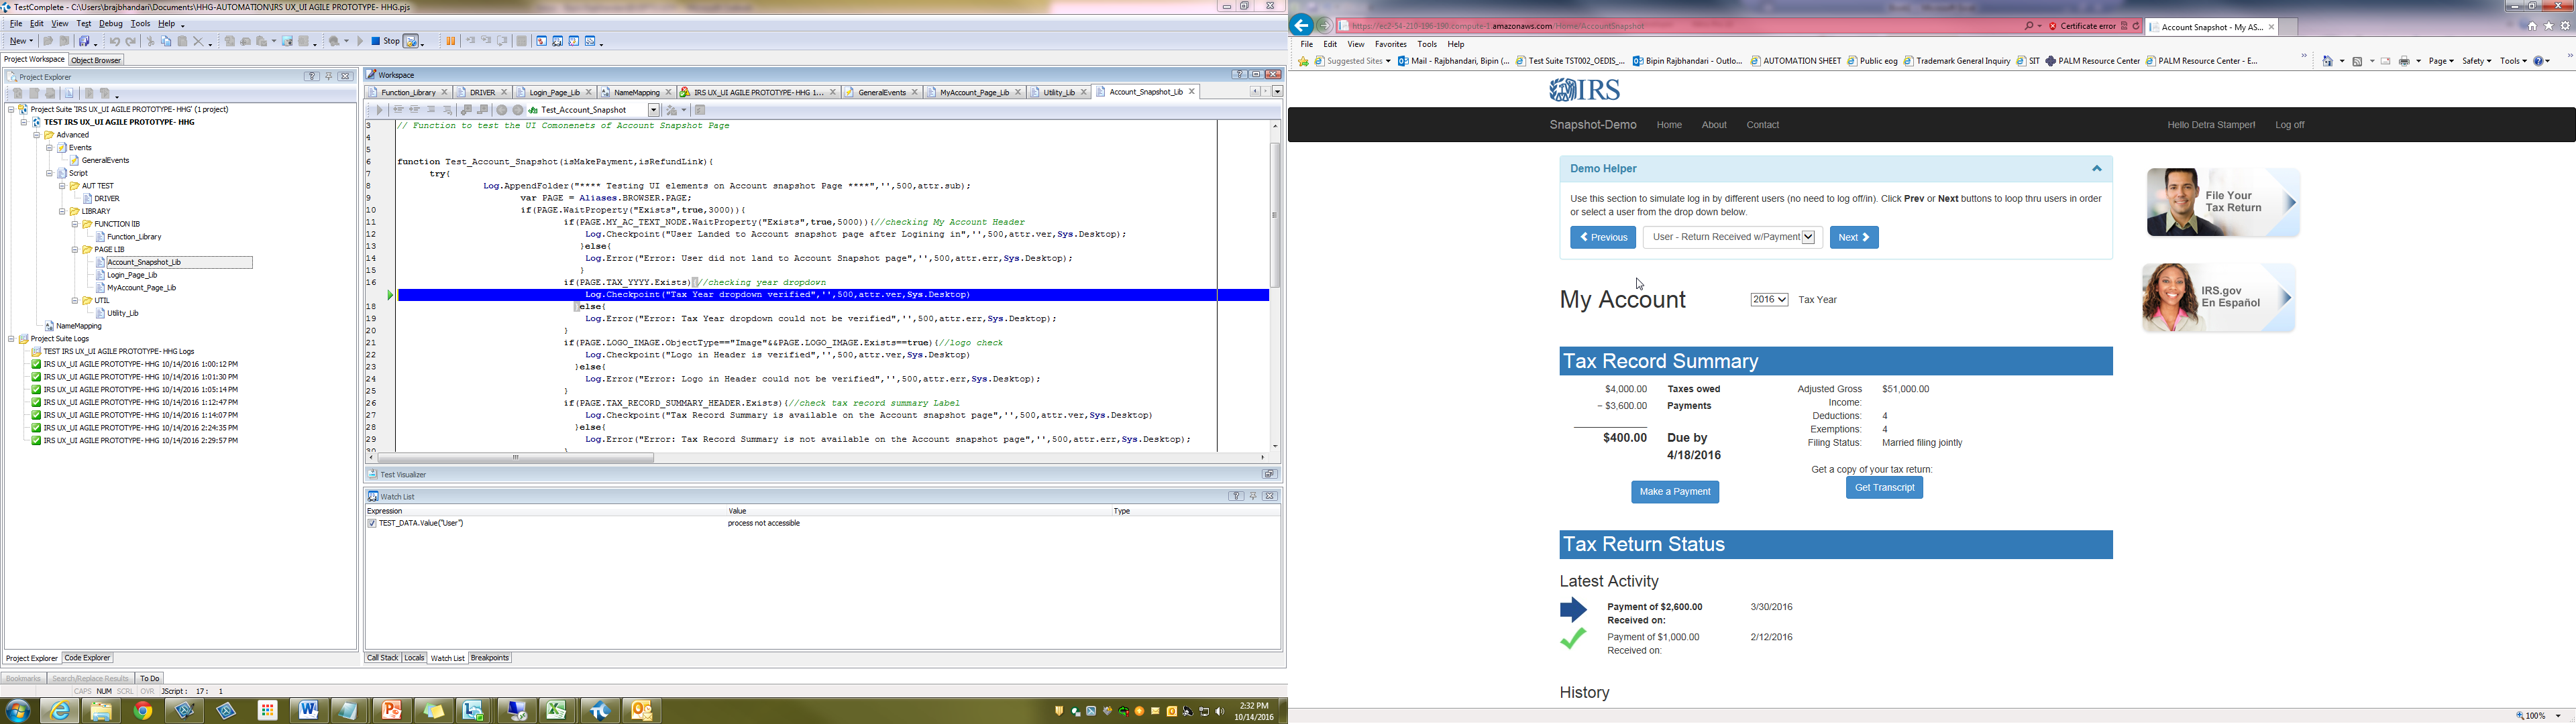 TestComplete - C:\Users\brajbhandari\Documents\HHG-AUTOMATION\IRS UX_UI AGILE PROTOTYPE- HHG.pjs
File Edit View Test Debug Tools Help
New Stop
Project Workspace Object Browser
Project Explorer
Project Suite 'IRS UX_UI AGILE PROTOTYPE- HHG' (1 project)
TEST IRS UX_UI AGILE PROTOTYPE- HHG
Advanced
Events
GeneralEvents
Script
AUT TEST
DRIVER
LIBRARY
FUNCTION lIB
Function_Library
PAGE LIB
Account_Snapshot_Lib
Login_Page_Lib
MyAccount_Page_Lib
UTIL
Utility_Lib
NameMapping
Project Suite Logs
TEST IRS UX_UI AGILE PROTOTYPE- HHG Logs
IRS UX_UI AGILE PROTOTYPE- HHG 10/14/2016 1:00:12 PM
IRS UX_UI AGILE PROTOTYPE- HHG 10/14/2016 1:01:30 PM
IRS UX_UI AGILE PROTOTYPE- HHG 10/14/2016 1:05:14 PM
IRS UX_UI AGILE PROTOTYPE- HHG 10/14/2016 1:12:47 PM
IRS UX_UI AGILE PROTOTYPE- HHG 10/14/2016 1:14:07 PM
IRS UX_UI AGILE PROTOTYPE- HHG 10/14/2016 2:24:35 PM
IRS UX_UI AGILE PROTOTYPE- HHG 10/14/2016 2:29:57 PM
Project Explorer Code Explorer
Workspace
Function_Library DRIVER Login_Page_Lib NameMapping IRS UX_UI AGILE PROTOTYPE- HHG 1... GeneralEvents MyAccount_Page_Lib Utility_Lib Account_Snapshot_Lib
Test_Account_Snapshot
3 // Function to test the UI Comonenets of Account Snapshot Page
4
5
6 function Test_Account_Snapshot(isMakePayment,isRefundLink){
7 try{
8 Log.AppendFolder("**** Testing UI elements on Account snapshot Page ****",'',500,attr.sub);
9 var PAGE = Aliases.BROWSER.PAGE;
10 if(PAGE.WaitProperty("Exists",true,3000)){
11 if(PAGE.MY_AC_TEXT_NODE.WaitProperty("Exists",true,5000)){//checking My Account Header
12 Log.Checkpoint("User Landed to Account snapshot page after Logining in",'',500,attr.ver,Sys.Desktop);
13 }else{
14 Log.Error("Error: User did not land to Account Snapshot page",'',500,attr.err,Sys.Desktop);
15 }
16 if(PAGE.TAX_YYYY.Exists){//checking year dropdown
Log.Checkpoint("Tax Year dropdown verified",'',500,attr.ver,Sys.Desktop)
18 }else{
19 Log.Error("Error: Tax Year dropdown could not be verified",'',500,attr.err,Sys.Desktop);
20 }
21 if(PAGE.LOGO_IMAGE.ObjectType=="Image"&&PAGE.LOGO_IMAGE.Exists==true){//logo check
22 Log.Checkpoint("Logo in Header is verified",'',500,attr.ver,Sys.Desktop)
23 }else{
24 Log.Error("Error: Logo in Header could not be verified",'',500,attr.err,Sys.Desktop);
25 }
26 if(PAGE.TAX_RECORD_SUMMARY_HEADER.Exists){//check tax record summary Label
27 Log.Checkpoint("Tax Record Summary is available on the Account snapshot page",'',500,attr.ver,Sys.Desktop)
28 }else{
29 Log.Error("Error: Tax Record Summary is not available on the Account snapshot page",'',500,attr.err,Sys.Desktop);
30 }
Test Visualizer
Watch List
Expression Value Type
TEST_DATA.Value("User") process not accessible
Call Stack Locals Watch List Breakpoints
Bookmarks Search/Replace Results To Do
CAPS NUM SCRL OVR JScript : 17 : 1
2:32 PM
10/14/2016
amazonaws.com/Home/AccountSnapshot Certificate error Account Snapshot - My AS...
File Edit View Favorites Tools Help
Suggested Sites Mail - Rajbhandari, Bipin (... Test Suite TST002_OEDIS_... Bipin Rajbhandari - Outlo... AUTOMATION SHEET Public eog Trademark General Inquiry SIT PALM Resource Center PALM Resource Center - E... Page Safety Tools
IRS
Snapshot-Demo Home About Contact Hello Detra Stamper! Log off
Demo Helper
Use this section to simulate log in by different users (no need to log off/in). Click Prev or Next buttons to loop thru users in order
or select a user from the drop down below.
Previous User - Return Received w/Payment Next
File Your
Tax Return
IRS.gov
En Español
My Account 2016 Tax Year
Tax Record Summary
$4,000.00 Taxes owed
− $3,600.00 Payments
$400.00 Due by
4/18/2016
Make a Payment
Adjusted Gross $51,000.00
Income:
Deductions: 4
Exemptions: 4
Filing Status: Married filing jointly
Get a copy of your tax return:
Get Transcript
Tax Return Status
Latest Activity
Payment of $2,600.00 3/30/2016
Received on:
Payment of $1,000.00 2/12/2016
Received on:
History
100%